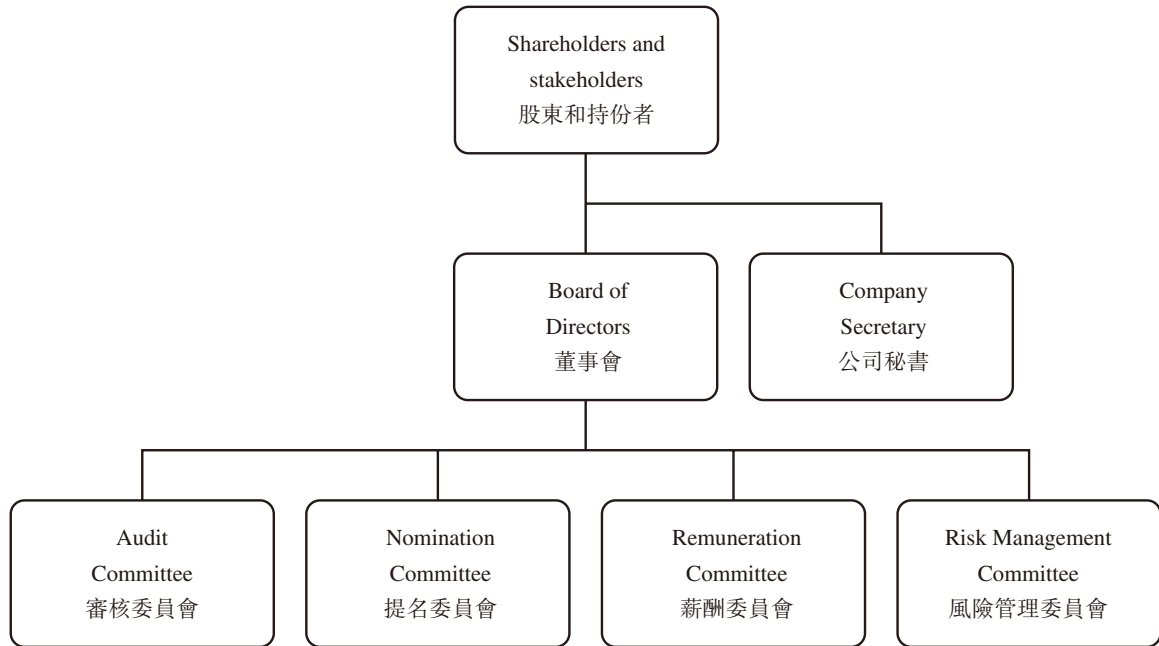 Shareholders and
stakeholders
股東和持份者
Board of
Directors
董事會
Company
Secretary
公司秘書
Audit
Committee
審核委員會
Nomination
Committee
提名委員會
Remuneration
Committee
薪酬委員會
Risk Management
Committee
風險管理委員會